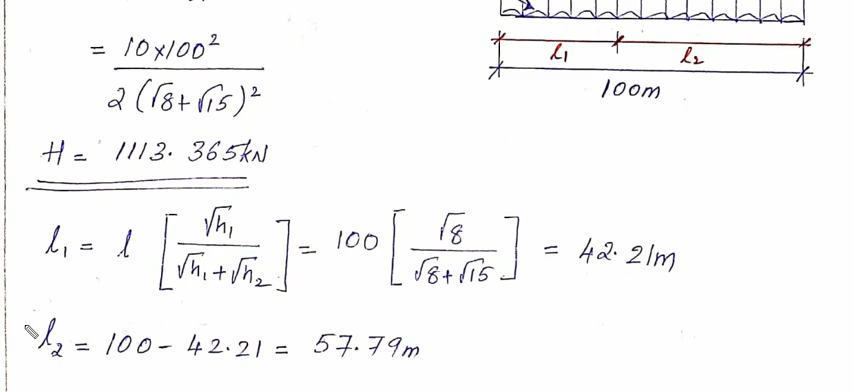 = 10×100² / 2(√8+√15)²
l₁ l₂
100m
H = 1113.365kN
l₁ = l [√h₁ / √h₁+√h₂] = 100 [√8 / √8+√15] = 42.21m
l₂ = 100 - 42.21 = 57.79m